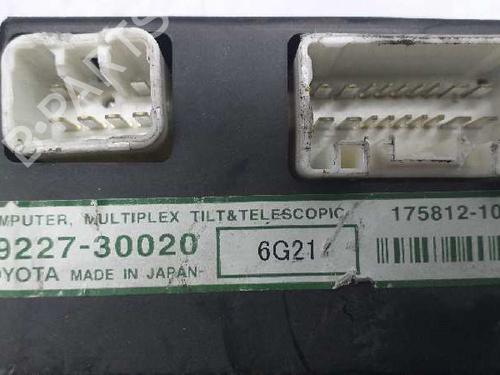 MPUTER, MULTIPLEX TILT&TELESCOPIC
175812-10
9227-30020
6G21
OYOTA MADE IN JAPAN
B-PARTS